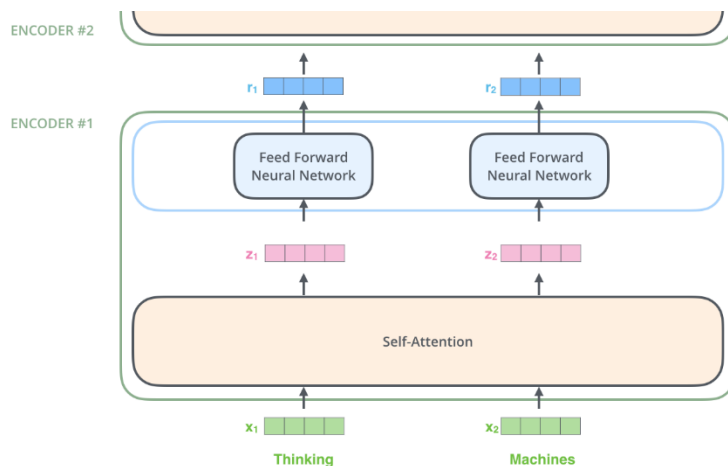 ENCODER #2
r₁
r₂
ENCODER #1
Feed Forward
Neural Network
Feed Forward
Neural Network
z₁
z₂
Self-Attention
x₁
x₂
Thinking
Machines